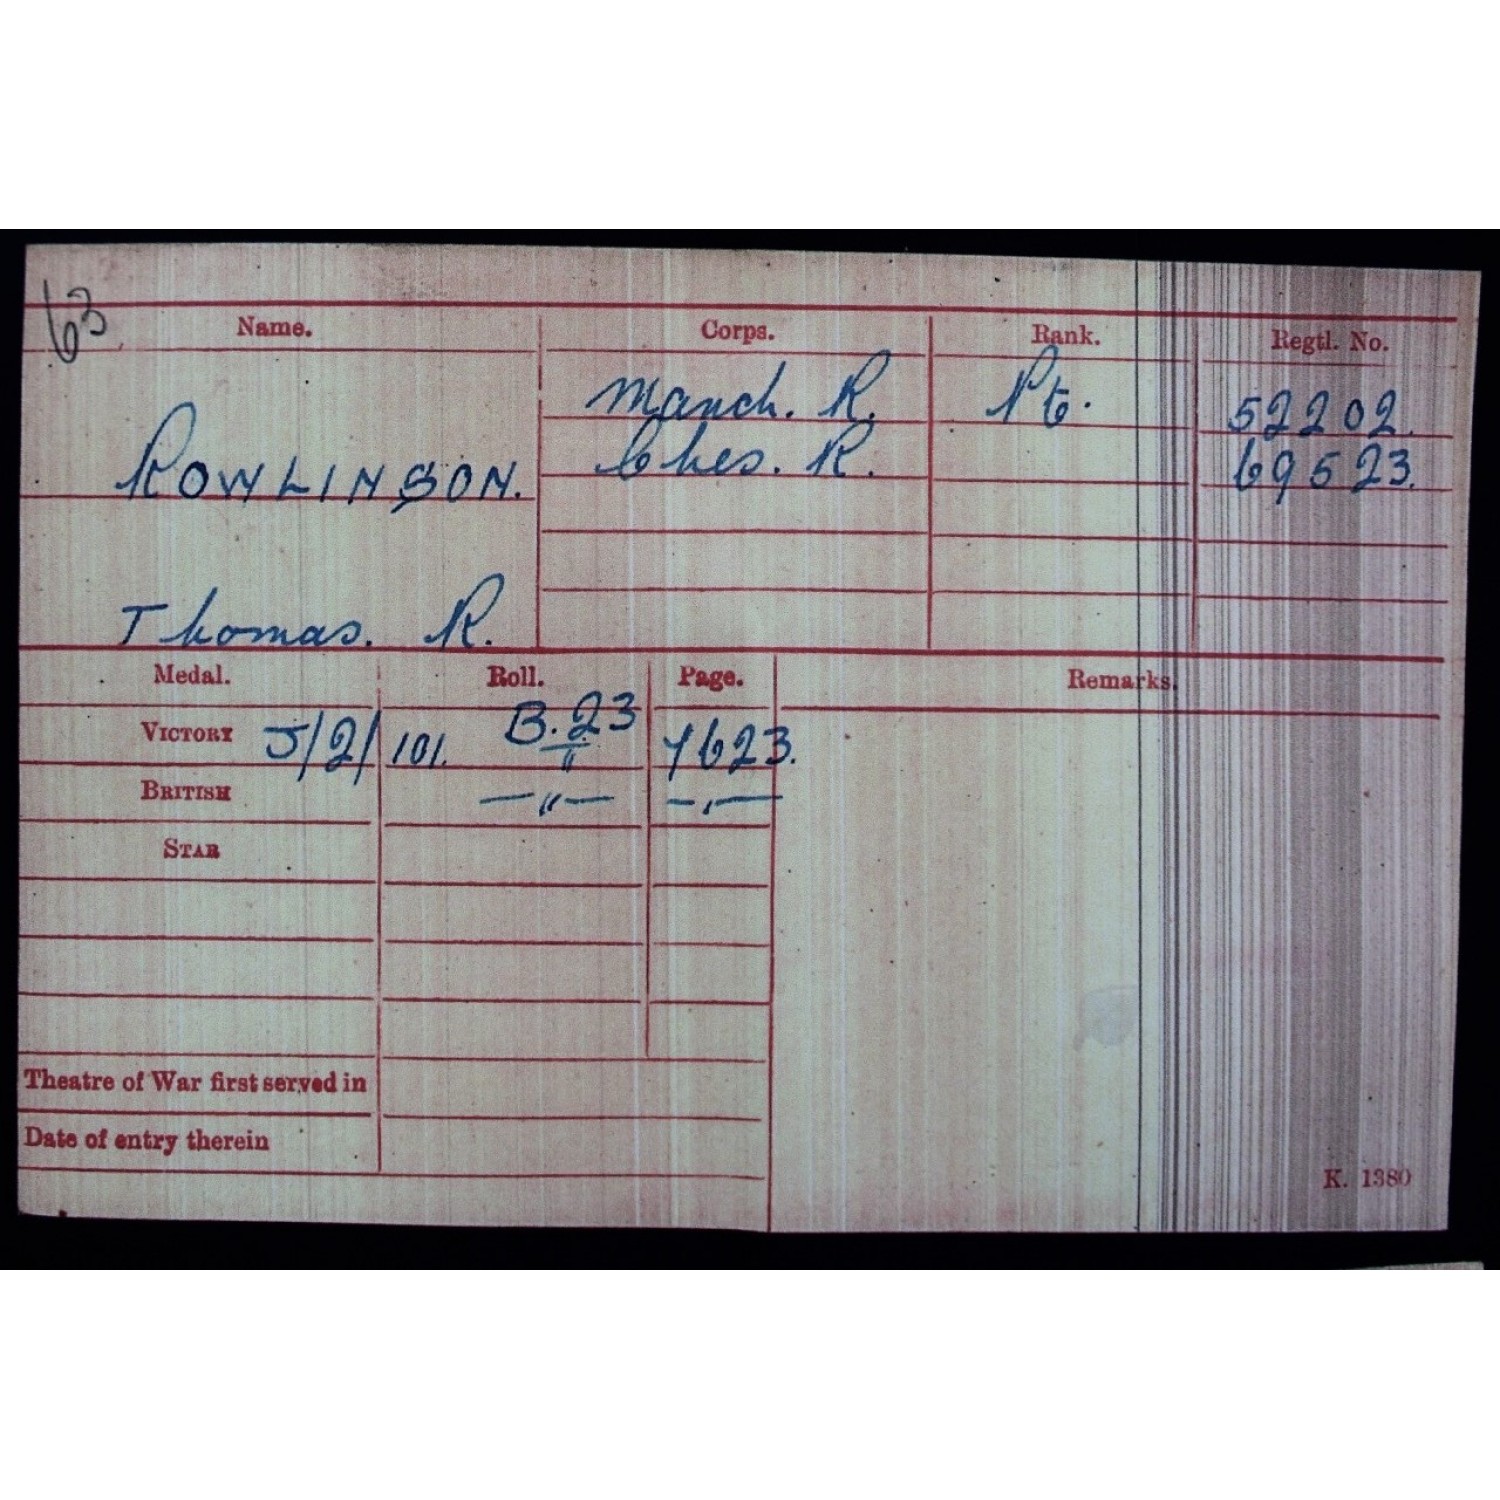 63
Name. Corps. Rank. Regtl. No.
Manch. R. Pte. 52202.
ROWLINSON. Ches. R. " 69523.
Thomas. R.
Medal. Roll. Page. Remarks.
VICTORY J/2/101. B.23 7623.
BRITISH —"— —"—
STAR
Theatre of War first served in
Date of entry therein
K. 1380